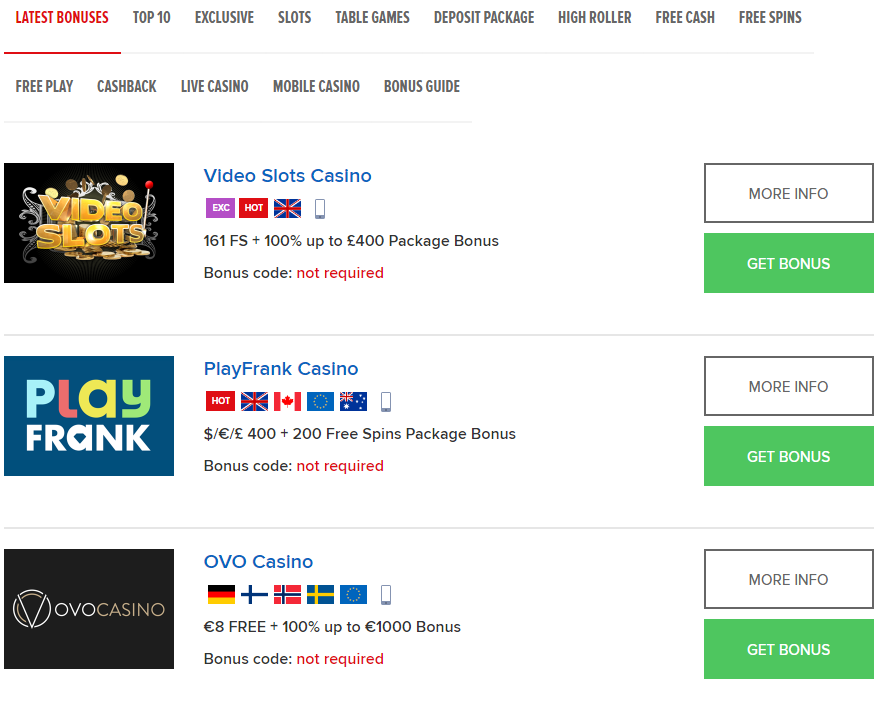 LATEST BONUSES TOP 10 EXCLUSIVE SLOTS TABLE GAMES DEPOSIT PACKAGE HIGH ROLLER FREE CASH FREE SPINS
FREE PLAY CASHBACK LIVE CASINO MOBILE CASINO BONUS GUIDE
VIDEO
SLOTS
Video Slots Casino
EXC HOT
161 FS + 100% up to £400 Package Bonus
Bonus code: not required
MORE INFO
GET BONUS
PLay
FRANK
PlayFrank Casino
HOT
$/€/£ 400 + 200 Free Spins Package Bonus
Bonus code: not required
MORE INFO
GET BONUS
OVOCASINO
OVO Casino
€8 FREE + 100% up to €1000 Bonus
Bonus code: not required
MORE INFO
GET BONUS